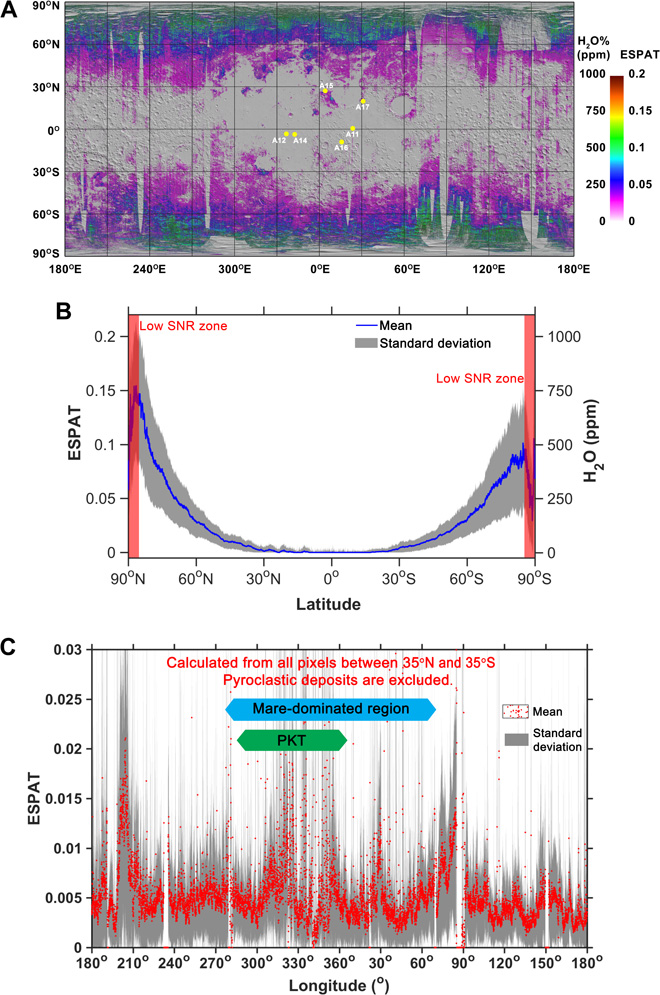 A
90°N
60°N
30°N
0°
30°S
60°S
90°S
180°E 240°E 300°E 0°E 60°E 120°E 180°E
A15
A17
A11
A12 A14
A16
H2O% ESPAT
(ppm)
1000 0.2
750 0.15
500 0.1
250 0.05
0 0
B
Low SNR zone
Mean
Standard deviation
Low SNR zone
ESPAT
0.2
0.15
0.1
0.05
0
H2O (ppm)
1000
750
500
250
0
90°N 60°N 30°N 0° 30°S 60°S 90°S
Latitude
C
Calculated from all pixels between 35°N and 35°S
Pyroclastic deposits are excluded.
Mare-dominated region
PKT
Mean
Standard
deviation
ESPAT
0.03
0.025
0.02
0.015
0.01
0.005
0
180° 210° 240° 270° 300° 330° 360° 30° 60° 90° 120° 150° 180°
Longitude (°)